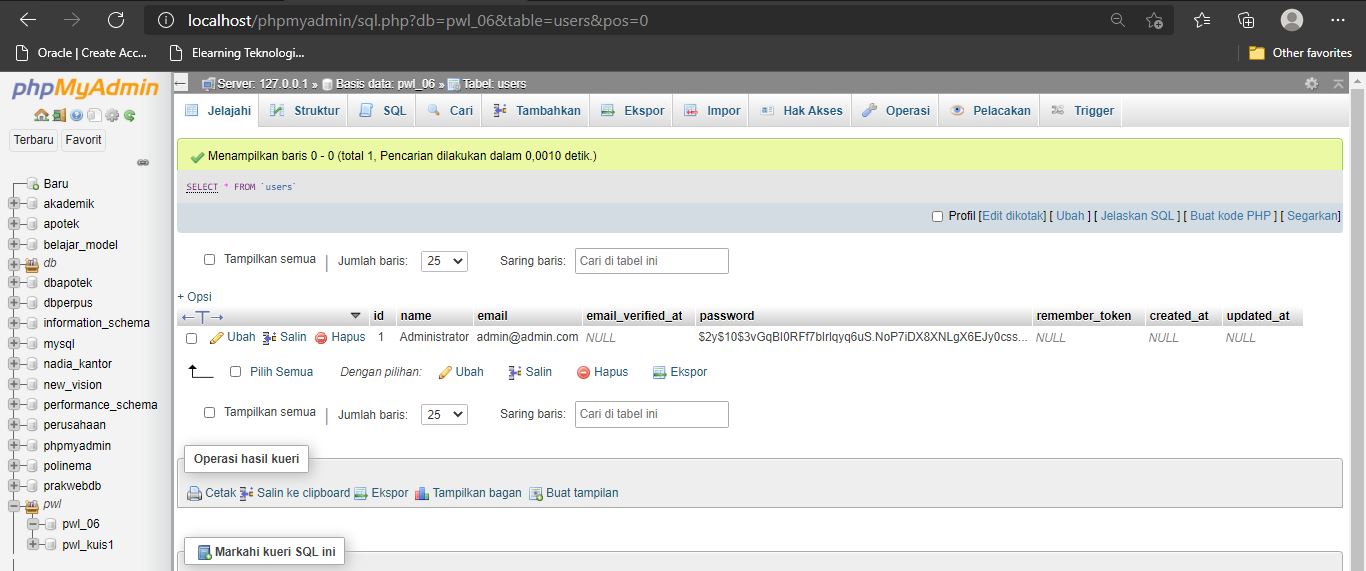 localhost/phpmyadmin/sql.php?db=pwl_06&table=users&pos=0
Oracle | Create Acc... Elearning Teknologi... Other favorites
phpMyAdmin
Terbaru Favorit
Baru
akademik
apotek
belajar_model
db
dbapotek
dbperpus
information_schema
mysql
nadia_kantor
new_vision
performance_schema
perusahaan
phpmyadmin
polinema
prakwebdb
pwl
pwl_06
pwl_kuis1
Server: 127.0.0.1 » Basis data: pwl_06 » Tabel: users
Jelajahi Struktur SQL Cari Tambahkan Ekspor Impor Hak Akses Operasi Pelacakan Trigger
Menampilkan baris 0 - 0 (total 1, Pencarian dilakukan dalam 0,0010 detik.)
SELECT * FROM `users`
Profil [Edit dikotak] [ Ubah ] [ Jelaskan SQL ] [ Buat kode PHP ] [ Segarkan]
Tampilkan semua | Jumlah baris: 25 Saring baris: Cari di tabel ini
+ Opsi
id name email email_verified_at password remember_token created_at updated_at
Ubah Salin Hapus 1 Administrator admin@admin.com NULL $2y$10$3vGqBI0RFf7bIrlqyq6uS.NoP7iDX8XNLgX6EJy0css... NULL NULL NULL
Pilih Semua Dengan pilihan: Ubah Salin Hapus Ekspor
Tampilkan semua | Jumlah baris: 25 Saring baris: Cari di tabel ini
Operasi hasil kueri
Cetak Salin ke clipboard Ekspor Tampilkan bagan Buat tampilan
Markahi kueri SQL ini